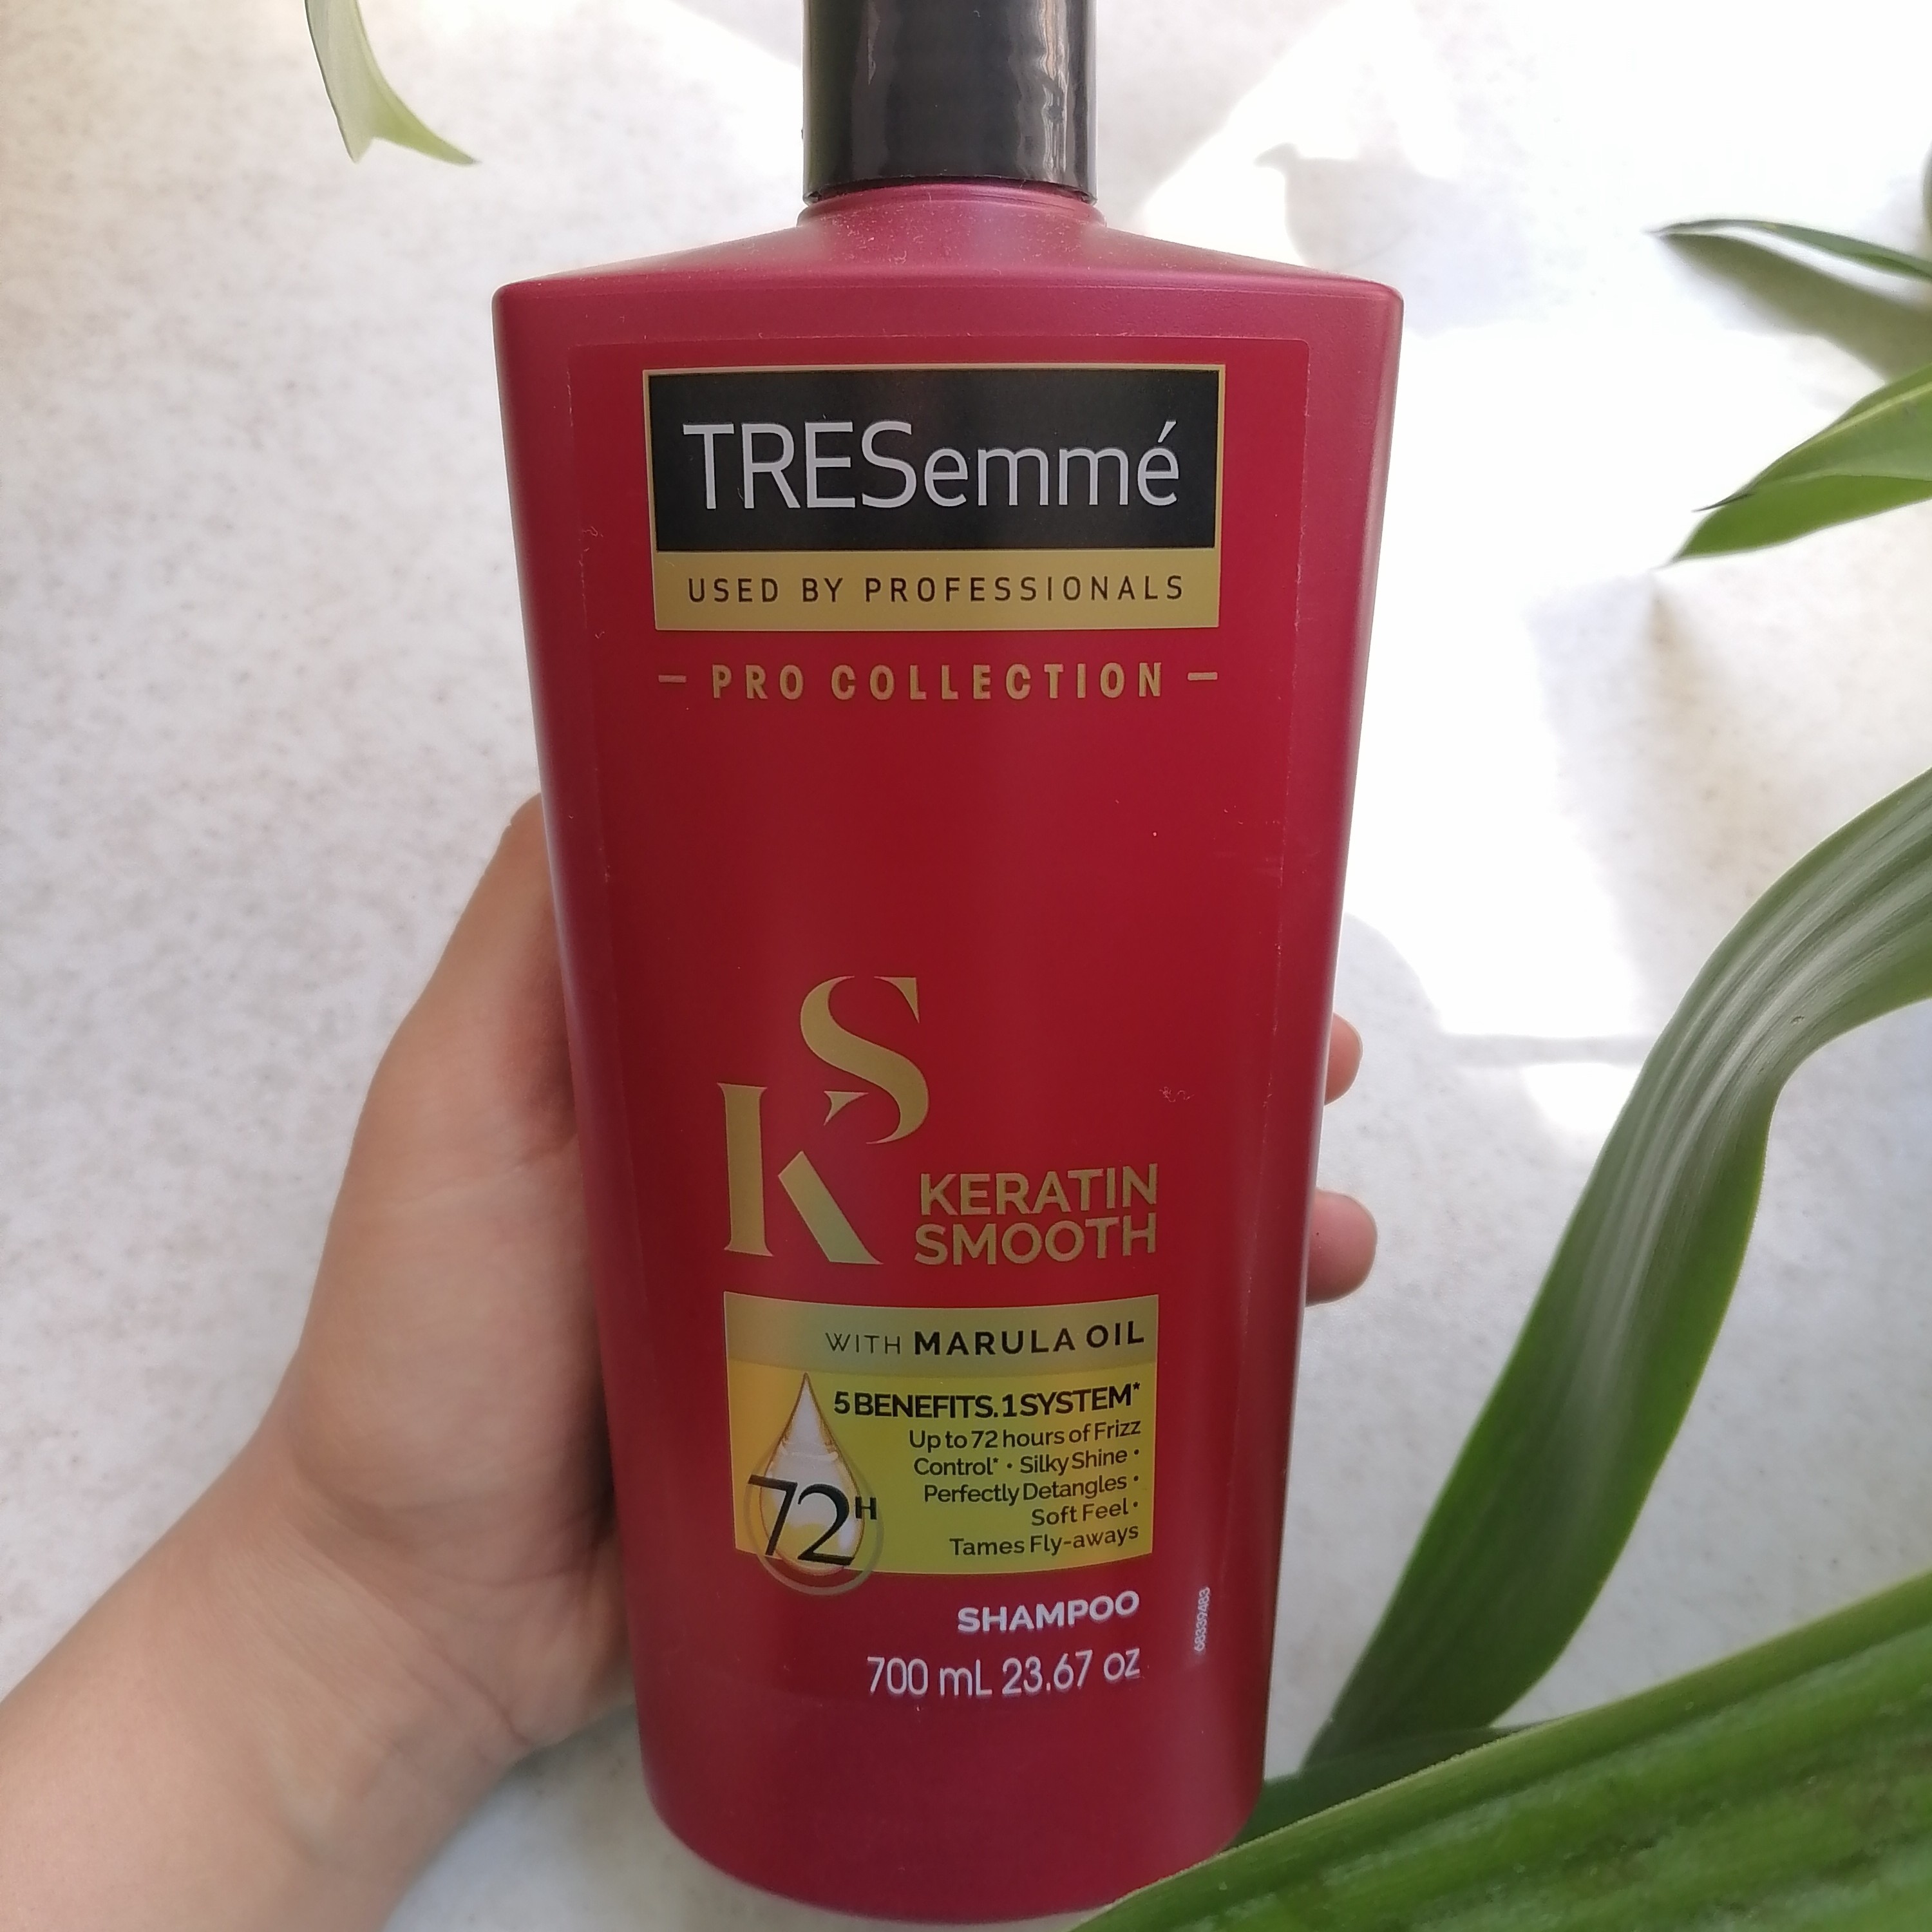 TRESemmé
USED BY PROFESSIONALS
– PRO COLLECTION –
KS
KERATIN
SMOOTH
WITH MARULA OIL
5 BENEFITS. 1 SYSTEM*
Up to 72 hours of Frizz
Control* • Silky Shine •
Perfectly Detangles •
Soft Feel •
Tames Fly-aways
72H
SHAMPOO
700 mL 23.67 oz
68339483